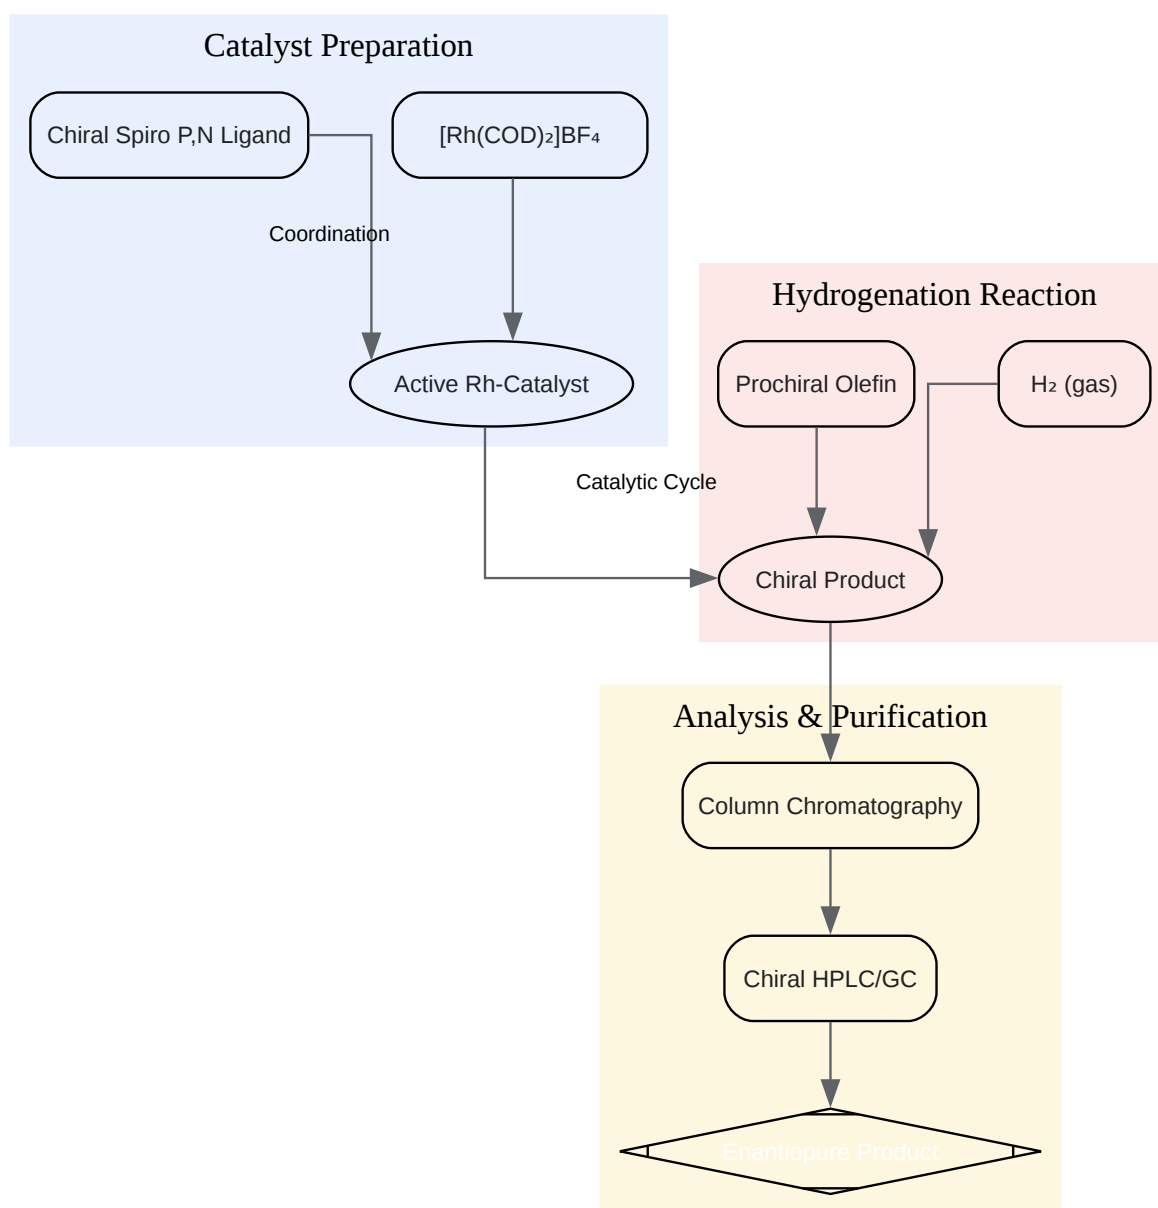 Catalyst Preparation
Chiral Spiro P,N Ligand
[Rh(COD)₂]BF₄
Coordination
Active Rh-Catalyst
Hydrogenation Reaction
Prochiral Olefin
H₂ (gas)
Catalytic Cycle
Chiral Product
Analysis & Purification
Column Chromatography
Chiral HPLC/GC
Enantiopure Product